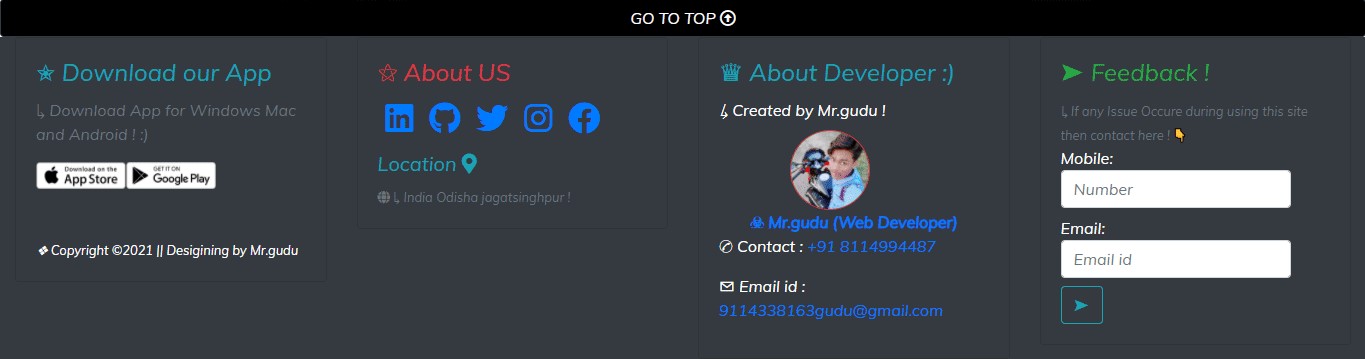 GO TO TOP
Download our App
Download App for Windows Mac
and Android ! :)
Download on the
App Store
GET IT ON
Google Play
❖ Copyright ©2021 || Desigining by Mr.gudu
About US
Location
India Odisha jagatsinghpur !
About Developer :)
Created by Mr.gudu !
Mr.gudu (Web Developer)
✆ Contact : +91 8114994487
Email id :
9114338163gudu@gmail.com
➤ Feedback !
If any Issue Occure during using this site
then contact here ! 👇
Mobile:
Number
Email:
Email id
➤